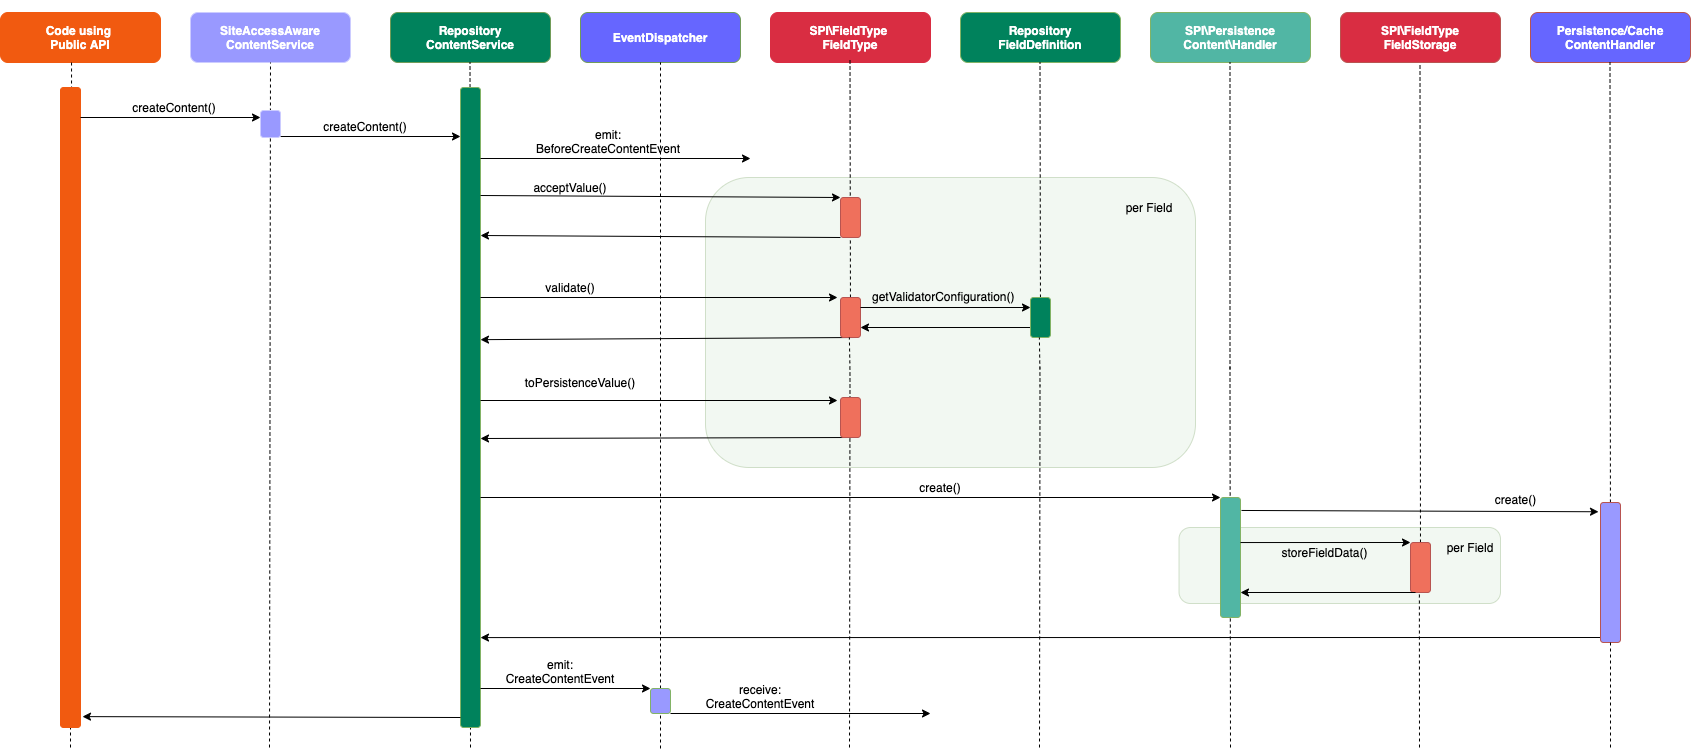 Code using
Public API
SiteAccessAware
ContentService
Repository
ContentService
EventDispatcher
SPI\FieldType
FieldType
Repository
FieldDefinition
SPI\Persistence
Content\Handler
SPI\FieldType
FieldStorage
Persistence/Cache
ContentHandler
createContent()
createContent()
emit:
BeforeCreateContentEvent
acceptValue()
per Field
validate()
getValidatorConfiguration()
toPersistenceValue()
create()
create()
storeFieldData()
per Field
emit:
CreateContentEvent
receive:
CreateContentEvent